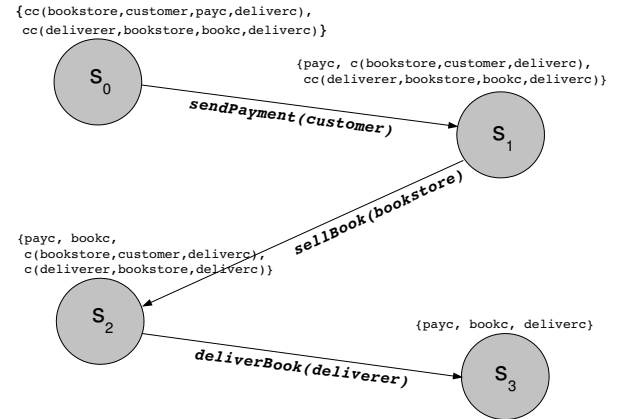 {cc(bookstore,customer,payc,deliverc),
cc(deliverer,bookstore,bookc,deliverc)}
S0
{payc, c(bookstore,customer,deliverc),
cc(deliverer,bookstore,bookc,deliverc)}
sendPayment(customer)
S1
sellBook(bookstore)
{payc, bookc,
c(bookstore,customer,deliverc),
c(deliverer,bookstore,deliverc)}
S2
{payc, bookc, deliverc}
deliverBook(deliverer)
S3